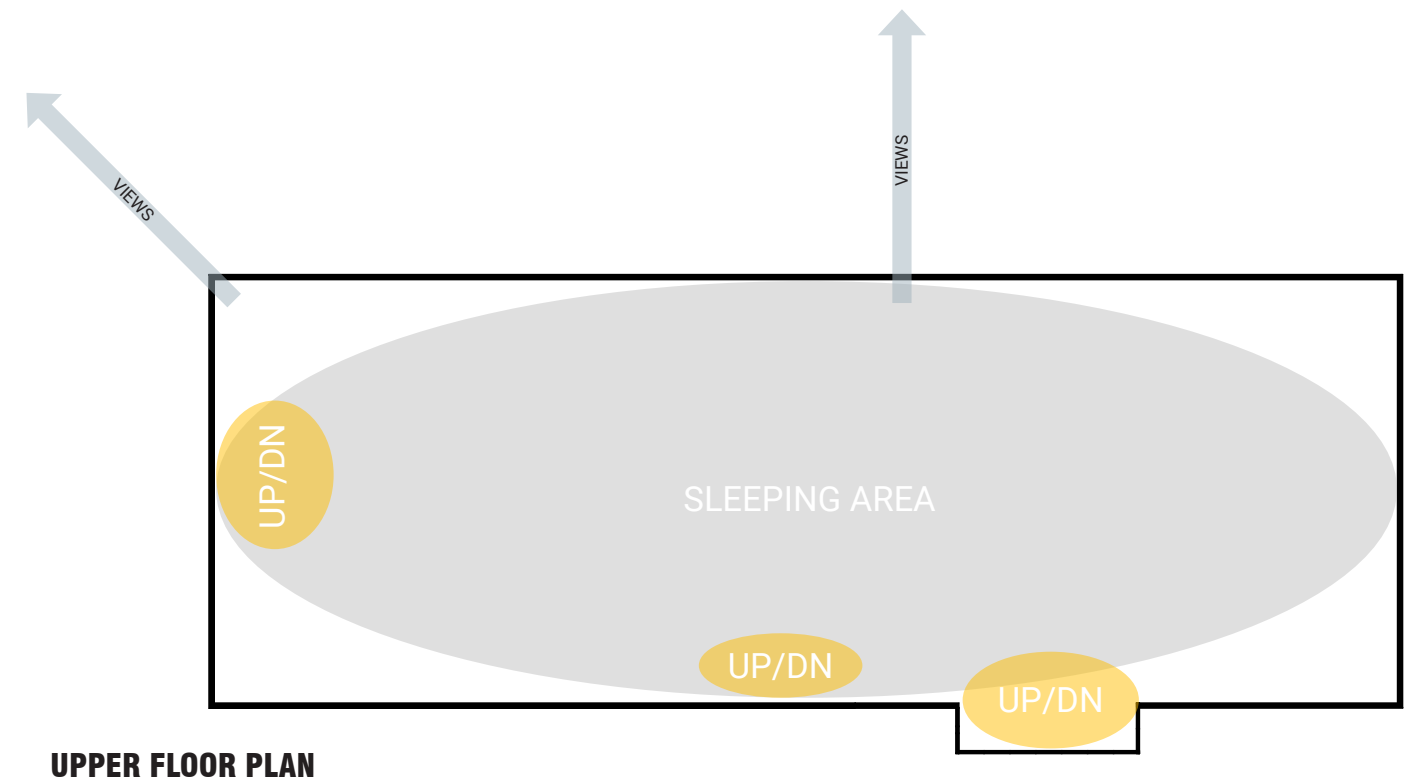 VIEWS
VIEWS
UP/DN
SLEEPING AREA
UP/DN
UP/DN
UPPER FLOOR PLAN